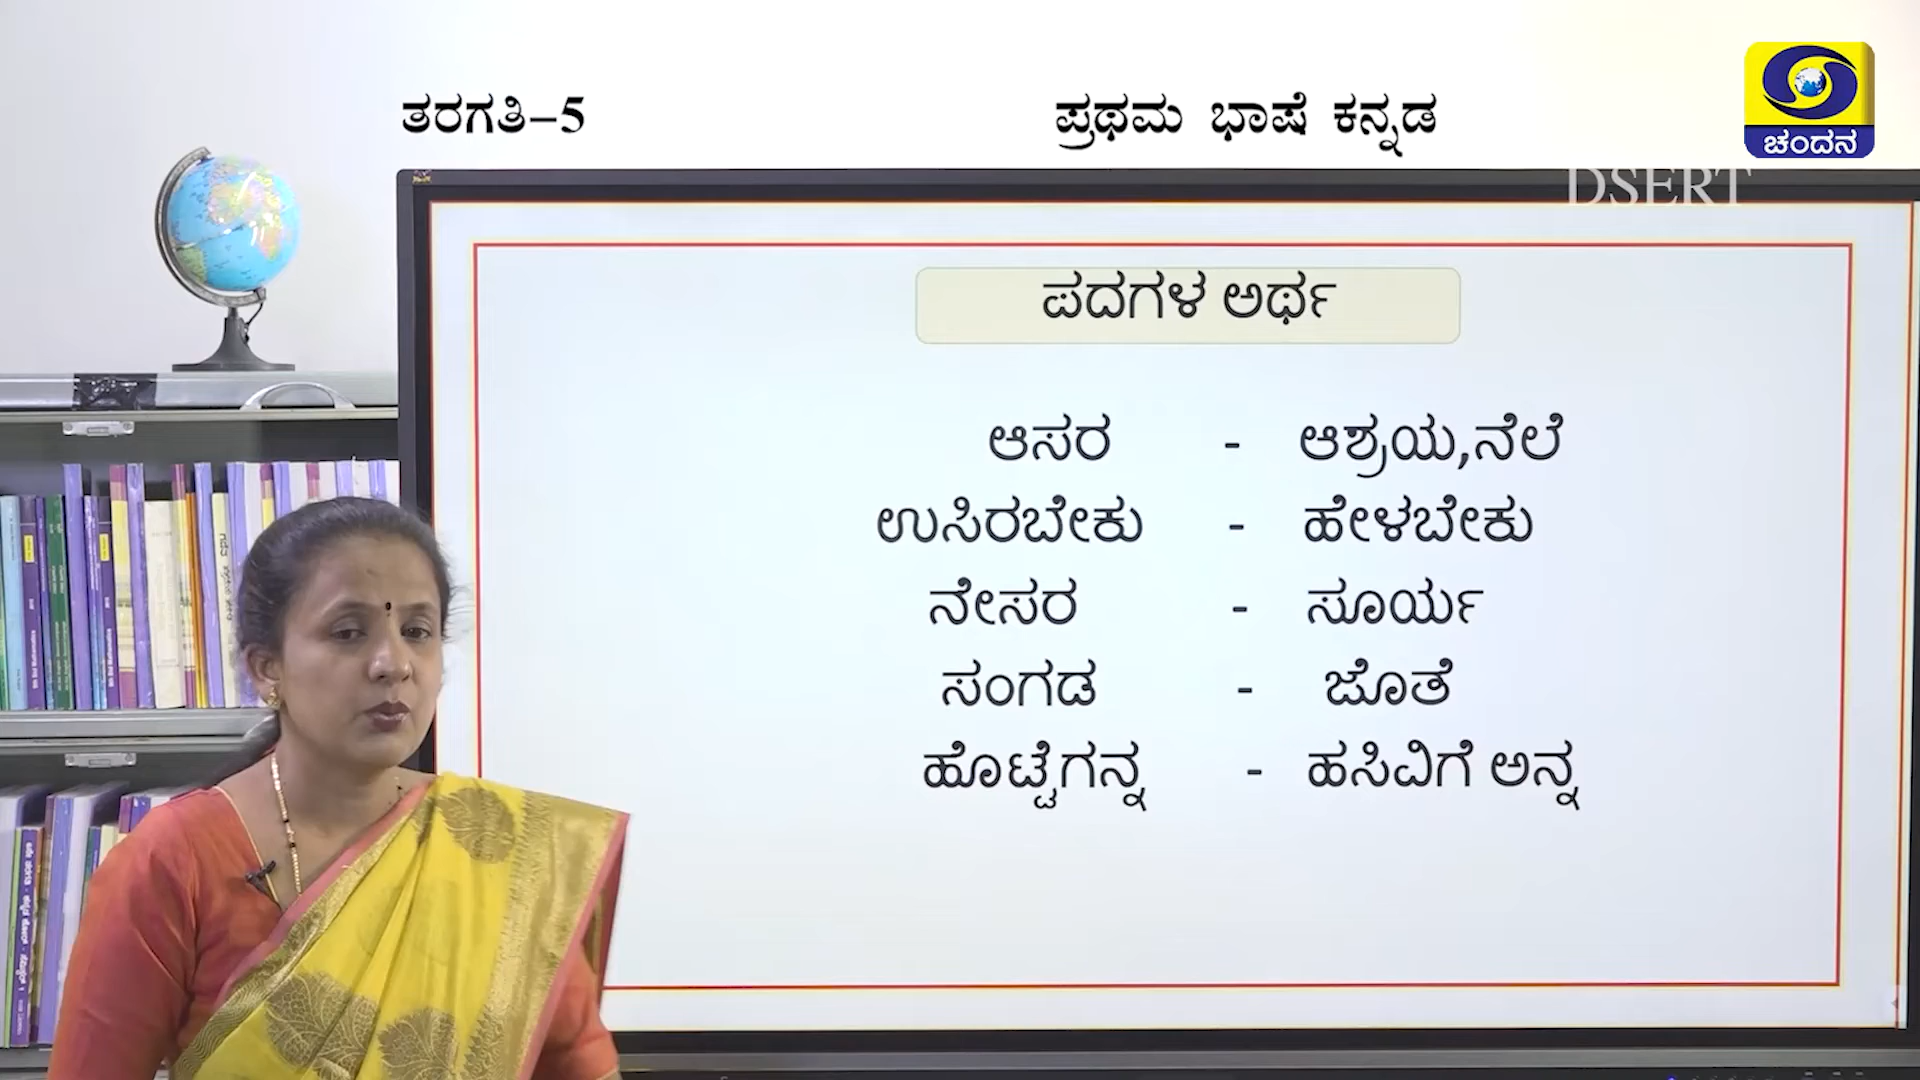 ತರಗತಿ-5
ಪ್ರಥಮ ಭಾಷೆ ಕನ್ನಡ
ಚಂದನ
DSERT
ಪದಗಳ ಅರ್ಥ
ಆಸರ - ಆಶ್ರಯ,ನೆಲೆ
ಉಸಿರಬೇಕು - ಹೇಳಬೇಕು
ನೇಸರ - ಸೂರ್ಯ
ಸಂಗಡ - ಜೊತೆ
ಹೊಟ್ಟೆಗನ್ನ - ಹಸಿವಿಗೆ ಅನ್ನ